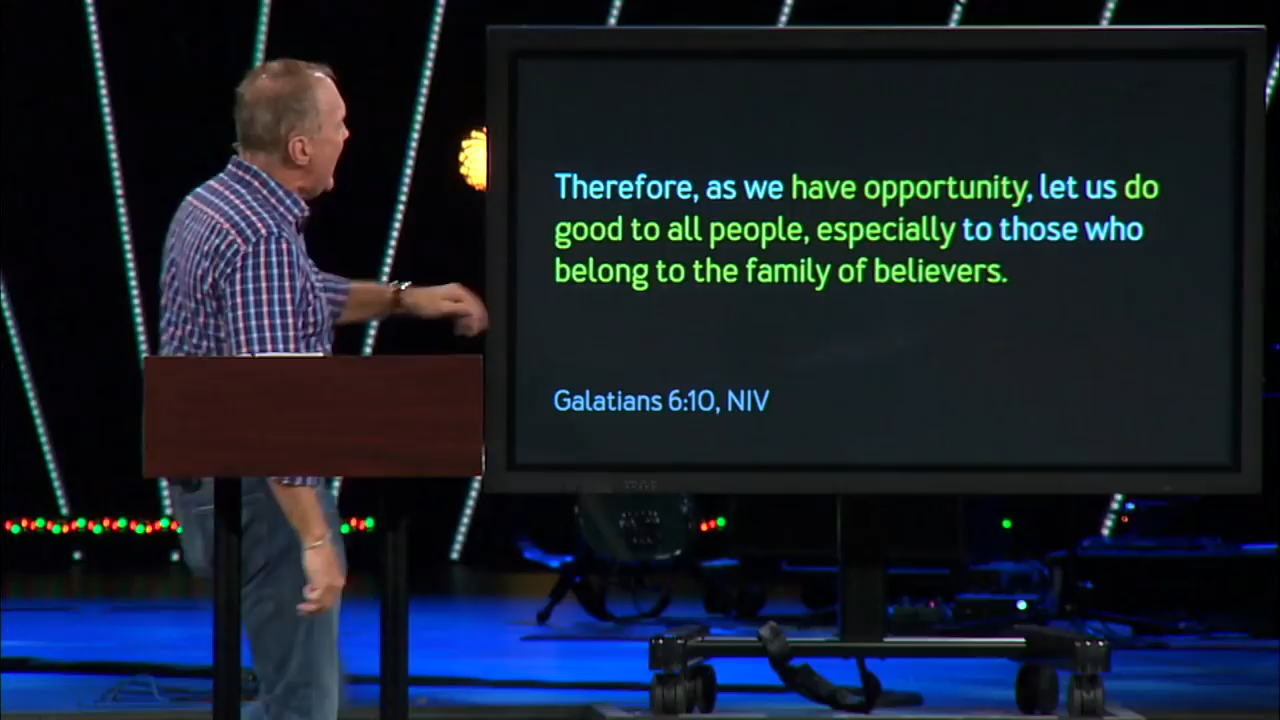 Therefore, as we have opportunity, let us do
good to all people, especially to those who
belong to the family of believers.
Galatians 6:10, NIV